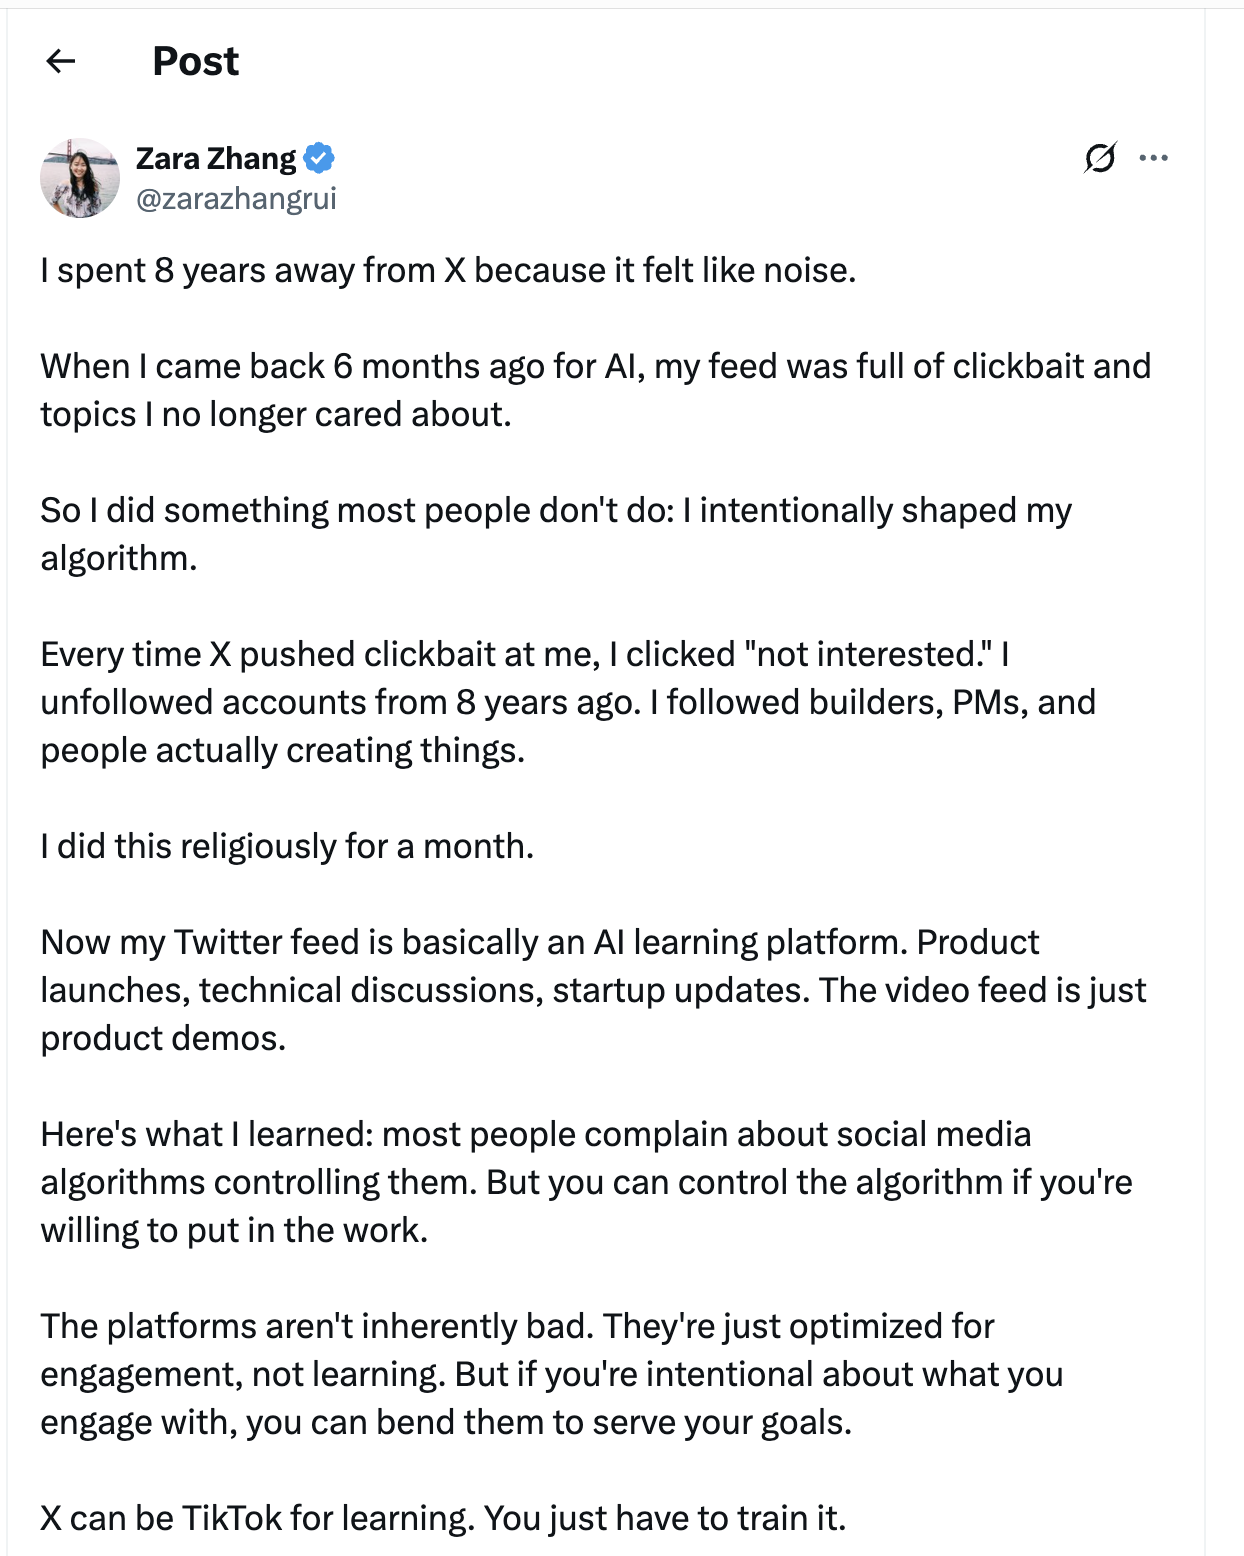 Post
Zara Zhang
@zarazhangrui
I spent 8 years away from X because it felt like noise.
When I came back 6 months ago for AI, my feed was full of clickbait and
topics I no longer cared about.
So I did something most people don't do: I intentionally shaped my
algorithm.
Every time X pushed clickbait at me, I clicked "not interested." I
unfollowed accounts from 8 years ago. I followed builders, PMs, and
people actually creating things.
I did this religiously for a month.
Now my Twitter feed is basically an AI learning platform. Product
launches, technical discussions, startup updates. The video feed is just
product demos.
Here's what I learned: most people complain about social media
algorithms controlling them. But you can control the algorithm if you're
willing to put in the work.
The platforms aren't inherently bad. They're just optimized for
engagement, not learning. But if you're intentional about what you
engage with, you can bend them to serve your goals.
X can be TikTok for learning. You just have to train it.